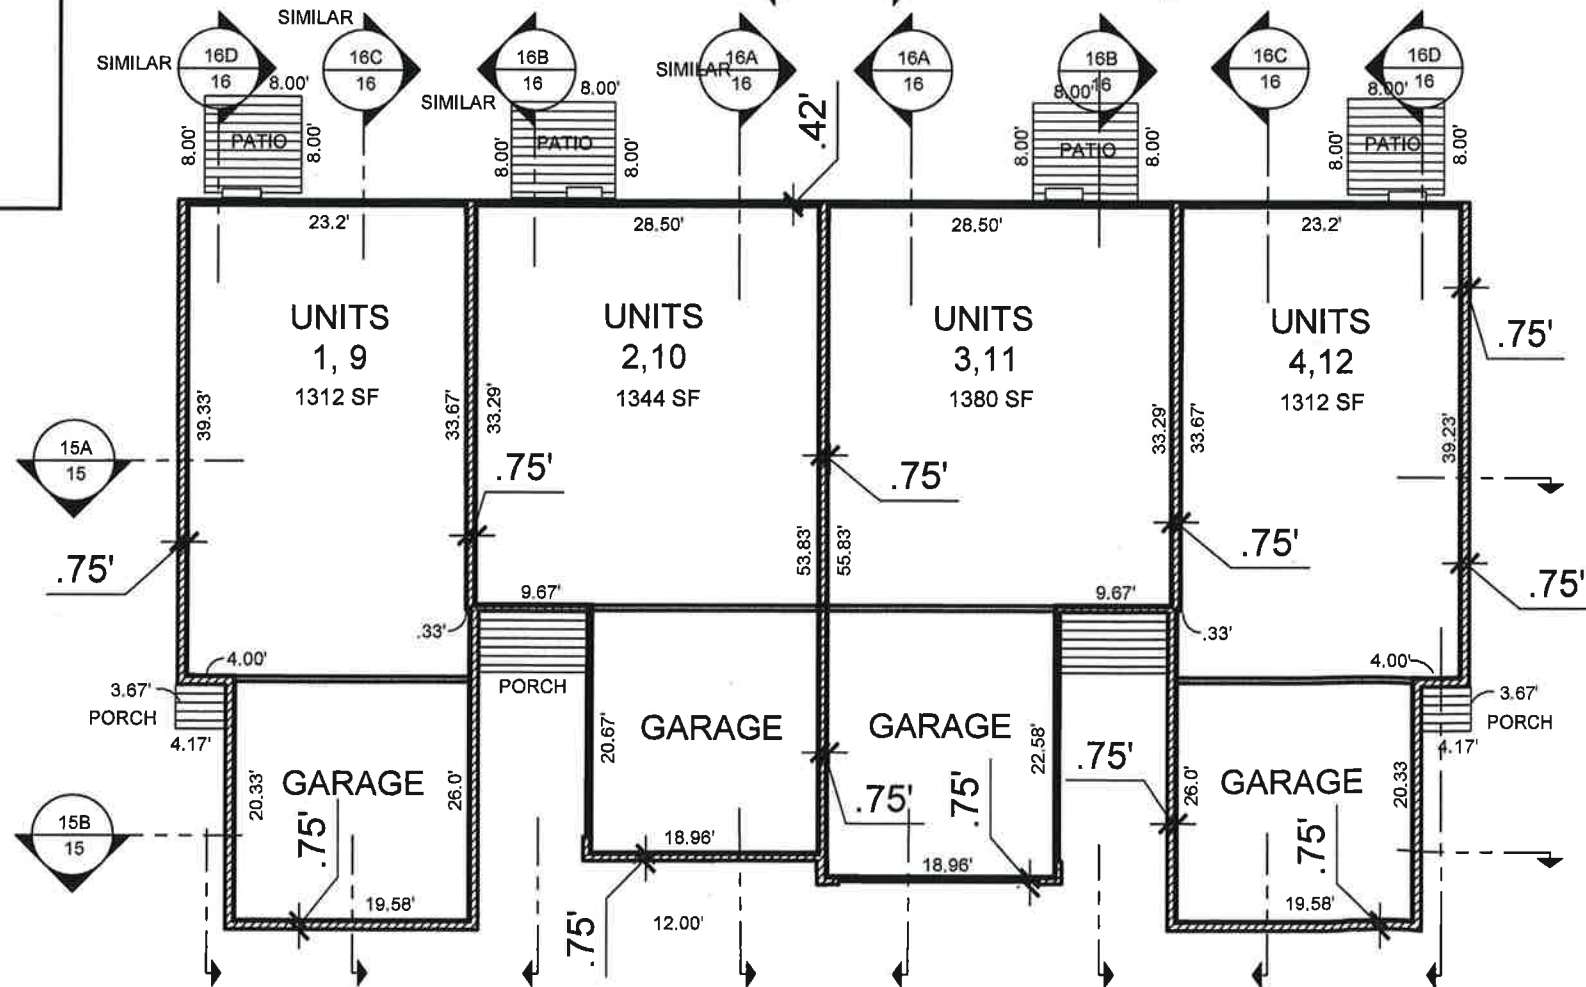 SIMILAR
SIMILAR
16D
16
16C
16
16B
16
SIMILAR
SIMILAR
16A
16
16A
16
16B
16
16C
16
16D
16
8.00'
8.00'
8.00'
8.00'
8.00'
PATIO
8.00'
8.00'
PATIO
8.00'
.42'
8.00'
PATIO
8.00'
8.00'
PATIO
8.00'
23.2'
28.50'
28.50'
23.2'
UNITS
1, 9
1312 SF
UNITS
2,10
1344 SF
UNITS
3,11
1380 SF
UNITS
4,12
1312 SF
.75'
39.33'
33.67'
33.29'
33.29'
33.67'
39.23'
15A
15
.75'
.75'
.75'
.75'
.75'
53.83'
55.83'
9.67'
9.67'
.33'
.33'
4.00'
4.00'
3.67'
PORCH
4.17'
PORCH
3.67'
PORCH
4.17'
GARAGE
GARAGE
GARAGE
GARAGE
20.67'
22.58'
.75'
20.33'
26.0'
26.0'
20.33
15B
15
.75'
.75'
.75'
.75'
18.96'
18.96'
19.58'
19.58'
.75'
12.00'